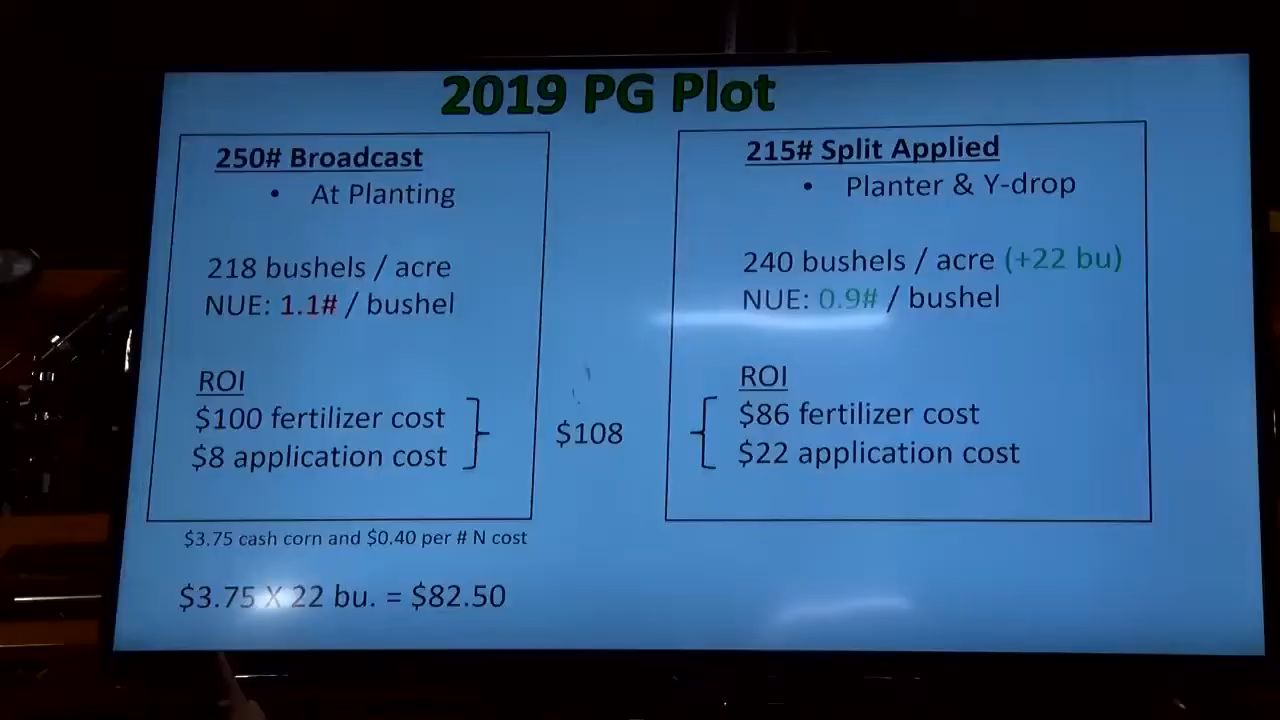 2019 PG Plot
250# Broadcast
• At Planting
218 bushels / acre
NUE: 1.1# / bushel
ROI
$100 fertilizer cost
$8 application cost
$108
215# Split Applied
• Planter & Y-drop
240 bushels / acre (+22 bu)
NUE: 0.9# / bushel
ROI
$86 fertilizer cost
$22 application cost
$3.75 cash corn and $0.40 per # N cost
$3.75 X 22 bu. = $82.50